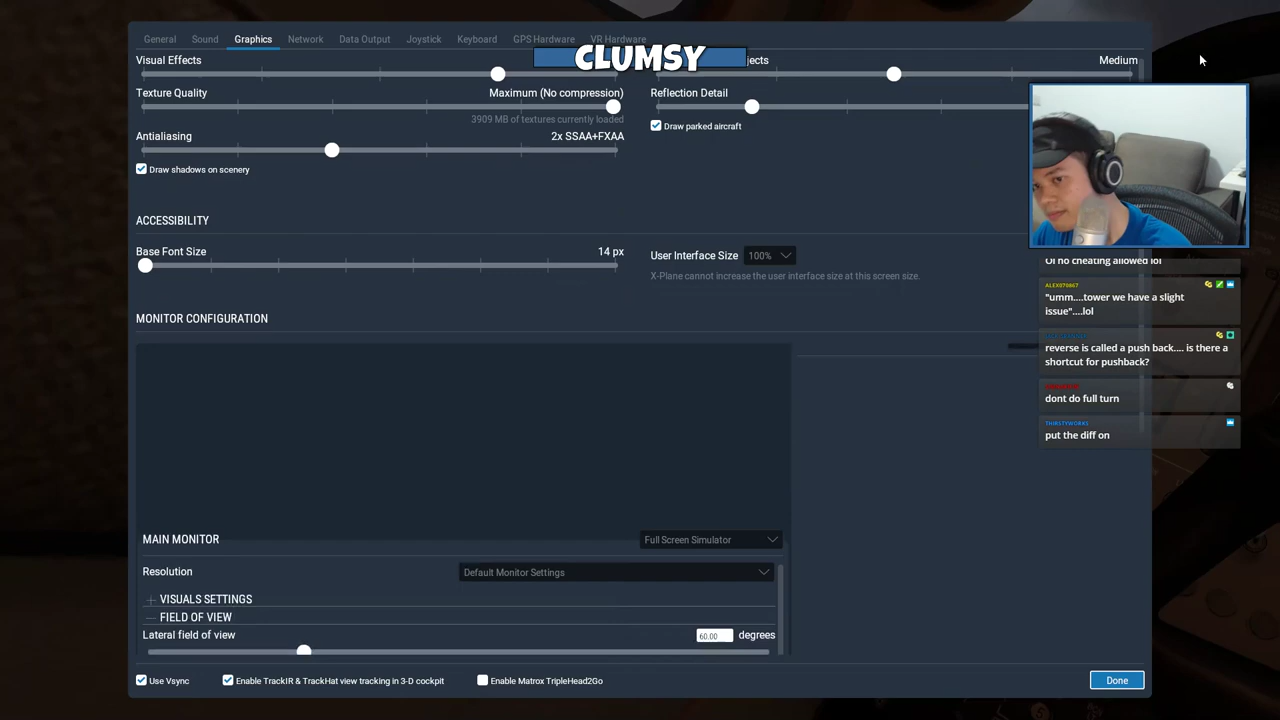 General Sound Graphics Network Data Output Joystick Keyboard GPS Hardware VR Hardware
CLUMSY
Visual Effects
jects Medium
Texture Quality Maximum (No compression)
3909 MB of textures currently loaded
Reflection Detail
Draw parked aircraft
Antialiasing 2x SSAA+FXAA
Draw shadows on scenery
ACCESSIBILITY
Base Font Size 14 px
User Interface Size 100%
X-Plane cannot increase the user interface size at this screen size.
MONITOR CONFIGURATION
MAIN MONITOR Full Screen Simulator
Resolution Default Monitor Settings
VISUALS SETTINGS
FIELD OF VIEW
Lateral field of view 60.00 degrees
Use Vsync Enable TrackIR & TrackHat view tracking in 3-D cockpit Enable Matrox TripleHead2Go Done
Oi no cheating allowed lol
ALEX070867
"umm....tower we have a slight
issue"....lol
reverse is called a push back.... is there a
shortcut for pushback?
dont do full turn
THIRSTYWORKS
put the diff on